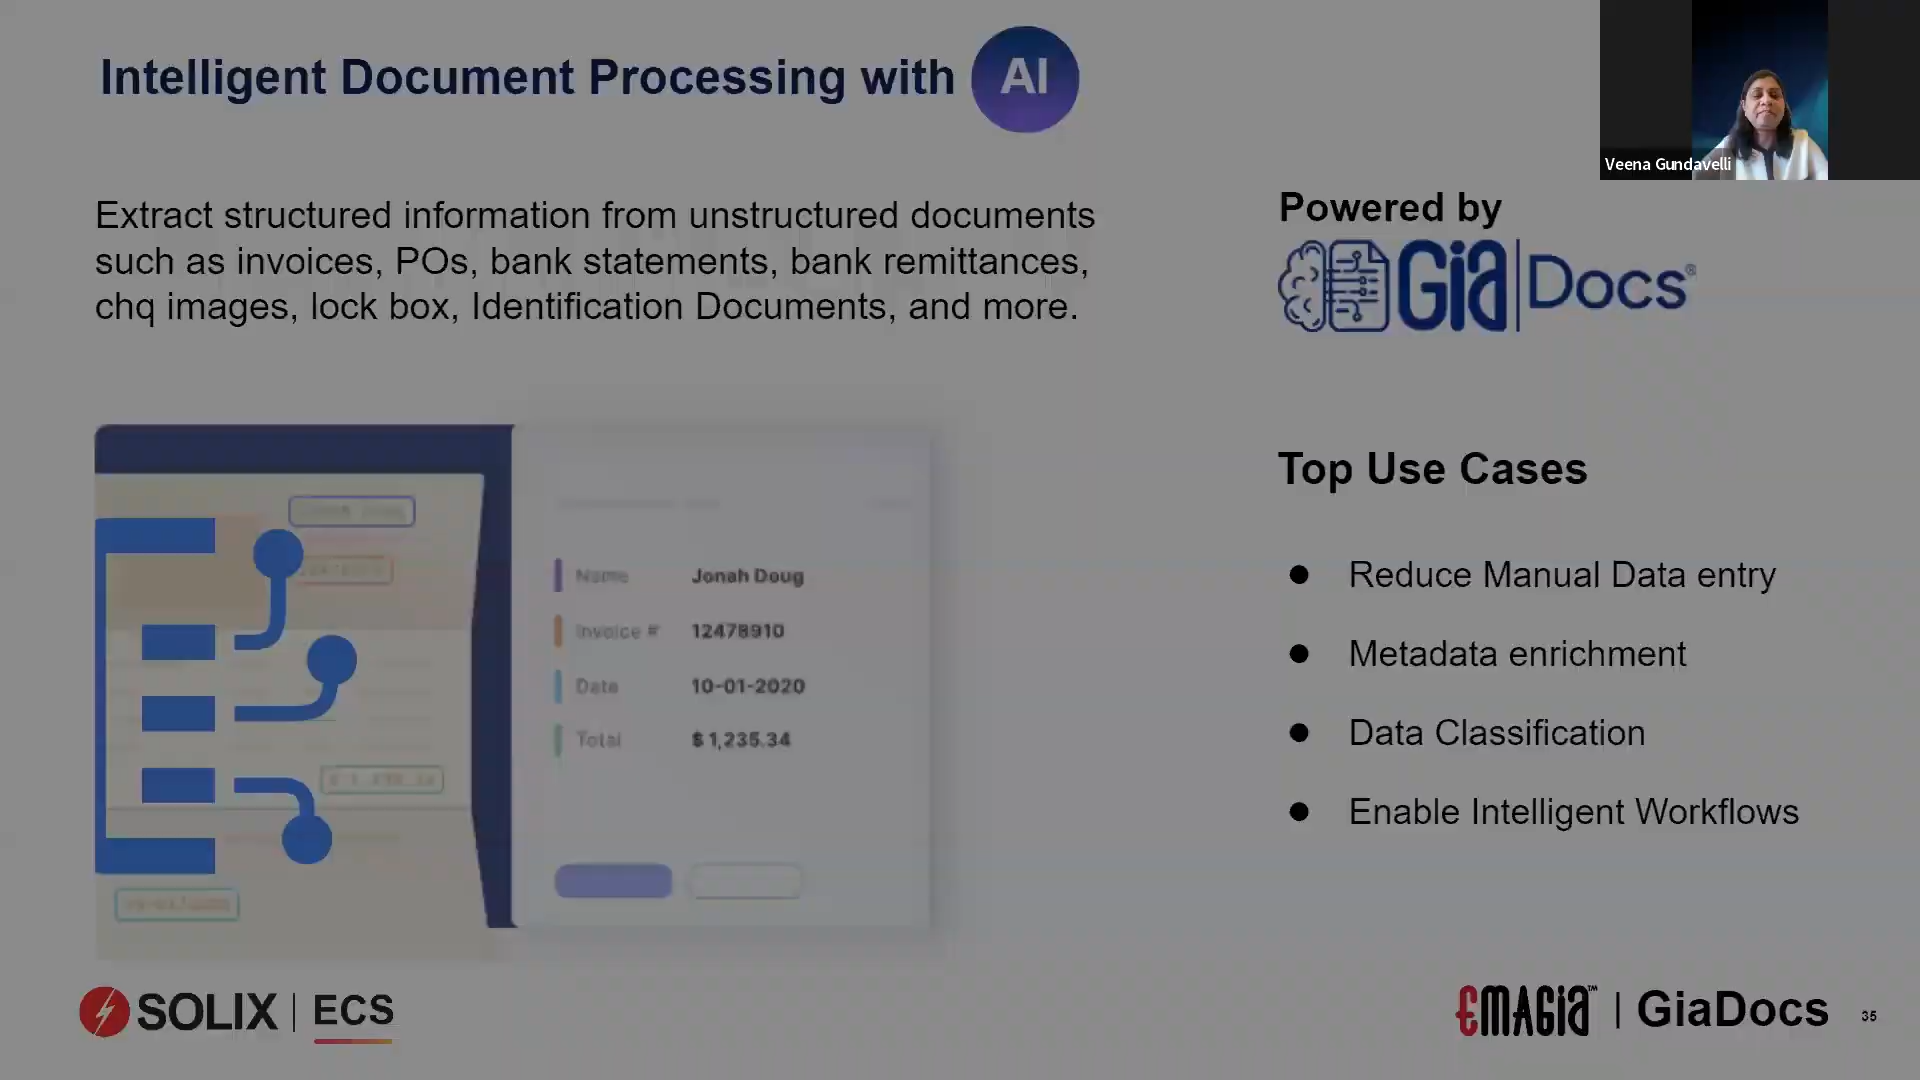 Intelligent Document Processing with AI
Veena Gundavelli
Extract structured information from unstructured documents
such as invoices, POs, bank statements, bank remittances,
chq images, lock box, Identification Documents, and more.
Powered by
Gia Docs®
Name Jonah Doug
Invoice # 12478910
Date 10-01-2020
Total $ 1,235.34
Top Use Cases
● Reduce Manual Data entry
● Metadata enrichment
● Data Classification
● Enable Intelligent Workflows
SOLIX | ECS
EMAGIA™ | GiaDocs
35